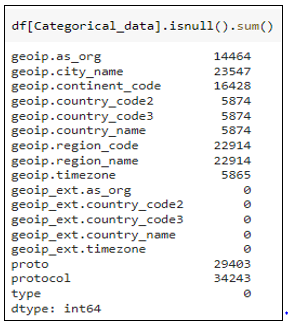 df[Categorical_data].isnull().sum()
geoip.as_org 14464
geoip.city_name 23547
geoip.continent_code 16428
geoip.country_code2 5874
geoip.country_code3 5874
geoip.country_name 5874
geoip.region_code 22914
geoip.region_name 22914
geoip.timezone 5865
geoip_ext.as_org 0
geoip_ext.country_code2 0
geoip_ext.country_code3 0
geoip_ext.country_name 0
geoip_ext.timezone 0
proto 29403
protocol 34243
type 0
dtype: int64